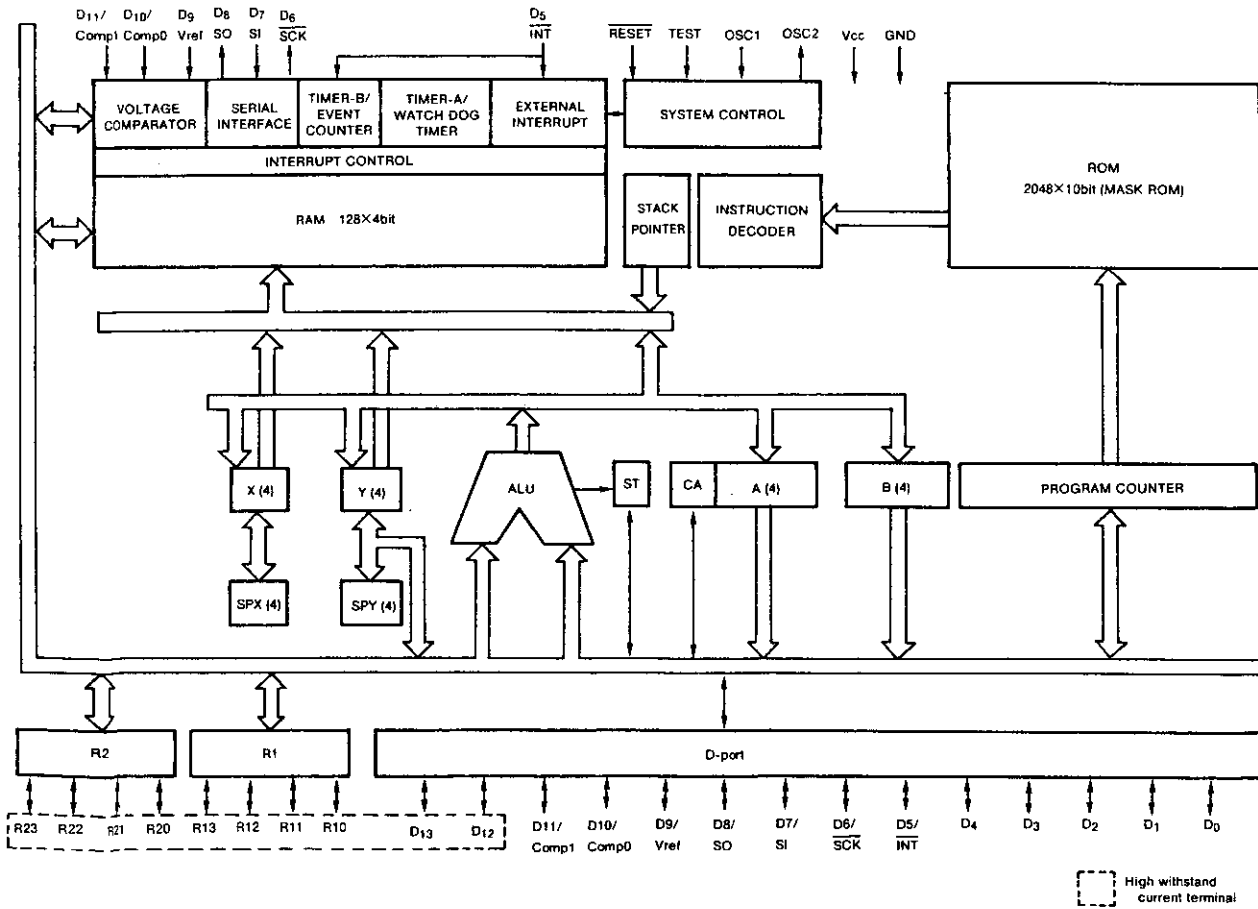 D11/ D10/ D9 D8 D7 D6 D5
Comp1 Comp0 Vref SO SI SCK INT RESET TEST OSC1 OSC2 Vcc GND
VOLTAGE COMPARATOR
SERIAL INTERFACE
TIMER-B/ EVENT COUNTER
TIMER-A/ WATCH DOG TIMER
EXTERNAL INTERRUPT
SYSTEM CONTROL
INTERRUPT CONTROL
RAM 128×4bit
STACK POINTER
INSTRUCTION DECODER
ROM
2048×10bit (MASK ROM)
X (4)
Y (4)
ALU
ST
CA
A (4)
B (4)
PROGRAM COUNTER
SPX (4)
SPY (4)
R2
R1
D-port
R23 R22 R21 R20 R13 R12 R11 R10 D13 D12 D11/ D10/ D9/ D8/ D7/ D6/ D5/ D4 D3 D2 D1 D0
Comp1 Comp0 Vref SO SI SCK INT
High withstand
current terminal